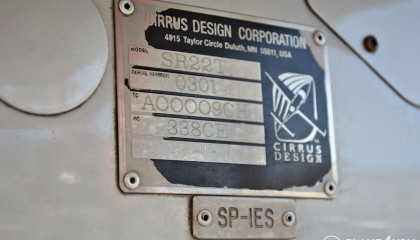 CIRRUS DESIGN CORPORATION
4515 Taylor Circle Duluth, MN 55811, USA
MODEL SR22T
SERIAL NUMBER 0301
TC A00009CH
PC 338CE
CIRRUS
DESIGN
SP-IES